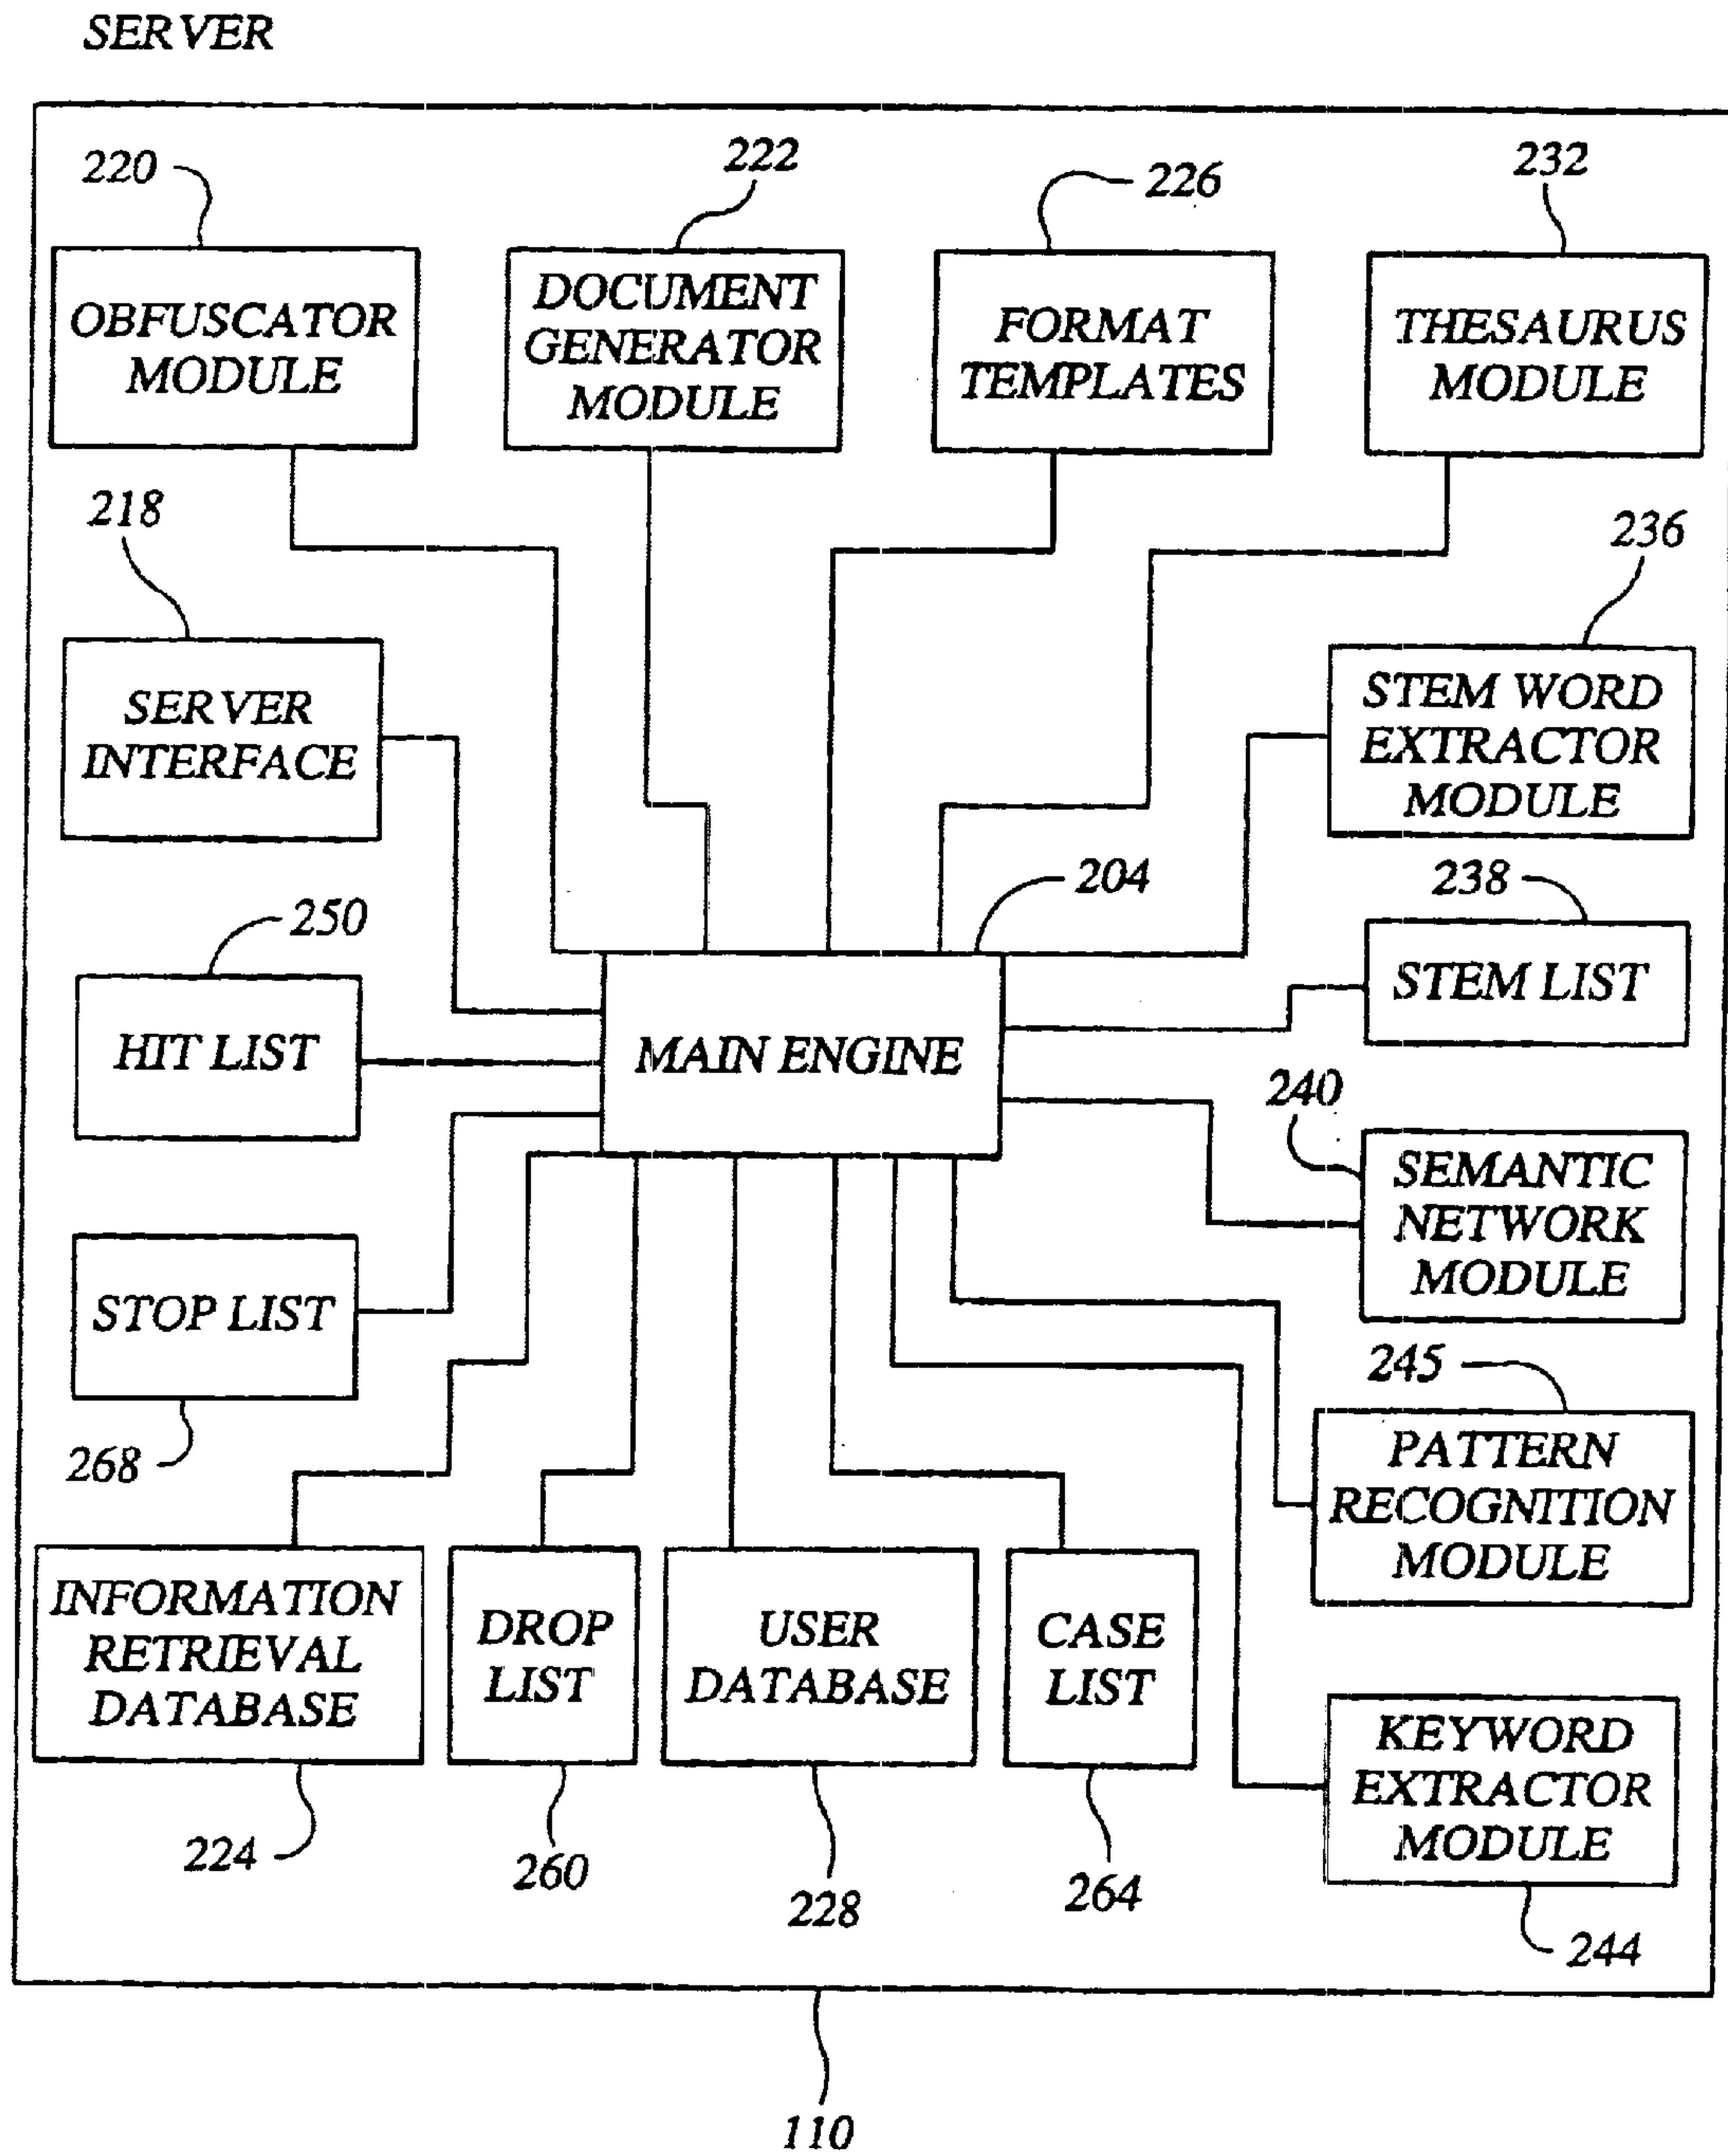 SERVER
220
222
226
232
OBFUSCATOR
MODULE
DOCUMENT
GENERATOR
MODULE
FORMAT
TEMPLATES
THESAURUS
MODULE
218
236
SERVER
INTERFACE
STEM WORD
EXTRACTOR
MODULE
204
238
250
STEM LIST
HIT LIST
MAIN ENGINE
240
SEMANTIC
NETWORK
MODULE
STOP LIST
268
245
PATTERN
RECOGNITION
MODULE
INFORMATION
RETRIEVAL
DATABASE
DROP
LIST
USER
DATABASE
CASE
LIST
KEYWORD
EXTRACTOR
MODULE
224
260
228
264
244
110